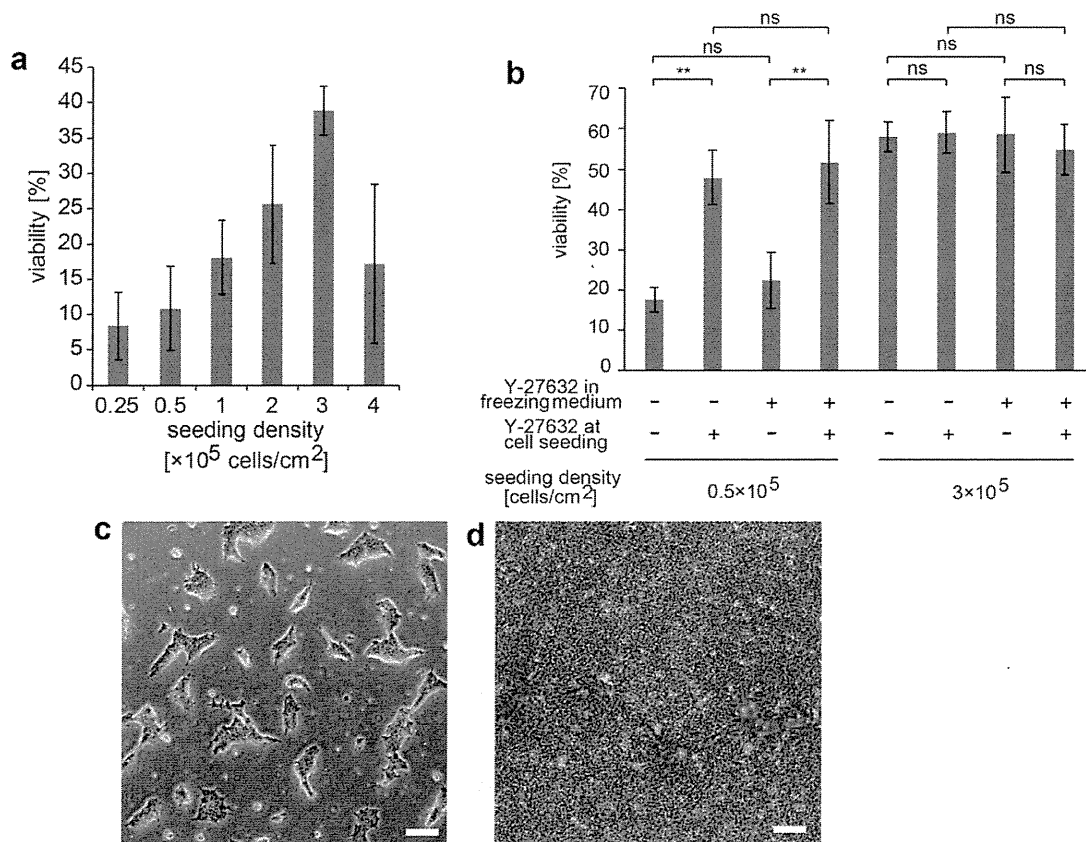 a
45
40
35
30
25
20
15
10
5
0
viability [%]
0.25 0.5 1 2 3 4
seeding density
[×10⁵ cells/cm²]
b
ns
ns
ns
ns
** **
ns ns
70
60
50
40
30
20
10
0
viability [%]
Y-27632 in
freezing medium
− − + + − − + +
Y-27632 at
cell seeding
− + − + − + − +
seeding density
[cells/cm²]
0.5×10⁵ 3×10⁵
c
d